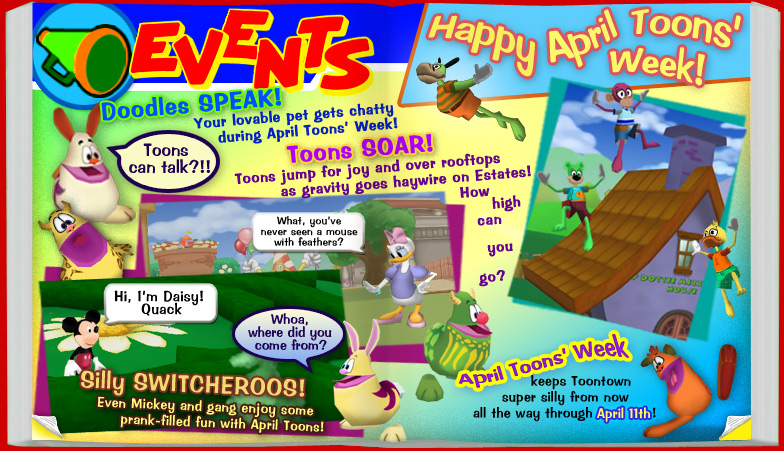 EVENTS
Happy April Toons'
Week!
Doodles SPEAK!
Your lovable pet gets chatty
during April Toons' Week!
Toons
can talk?!!
Toons SOAR!
Toons jump for joy and over rooftops
as gravity goes haywire on Estates!
How
high
can
you
go?
What, you've
never seen a mouse
with feathers?
Hi, I'm Daisy!
Quack
Whoa,
where did you
come from?
Silly SWITCHEROOS!
Even Mickey and gang enjoy some
prank-filled fun with April Toons!
HOUSE
April Toons' Week
keeps Toontown
super silly from now
all the way through April 11th!